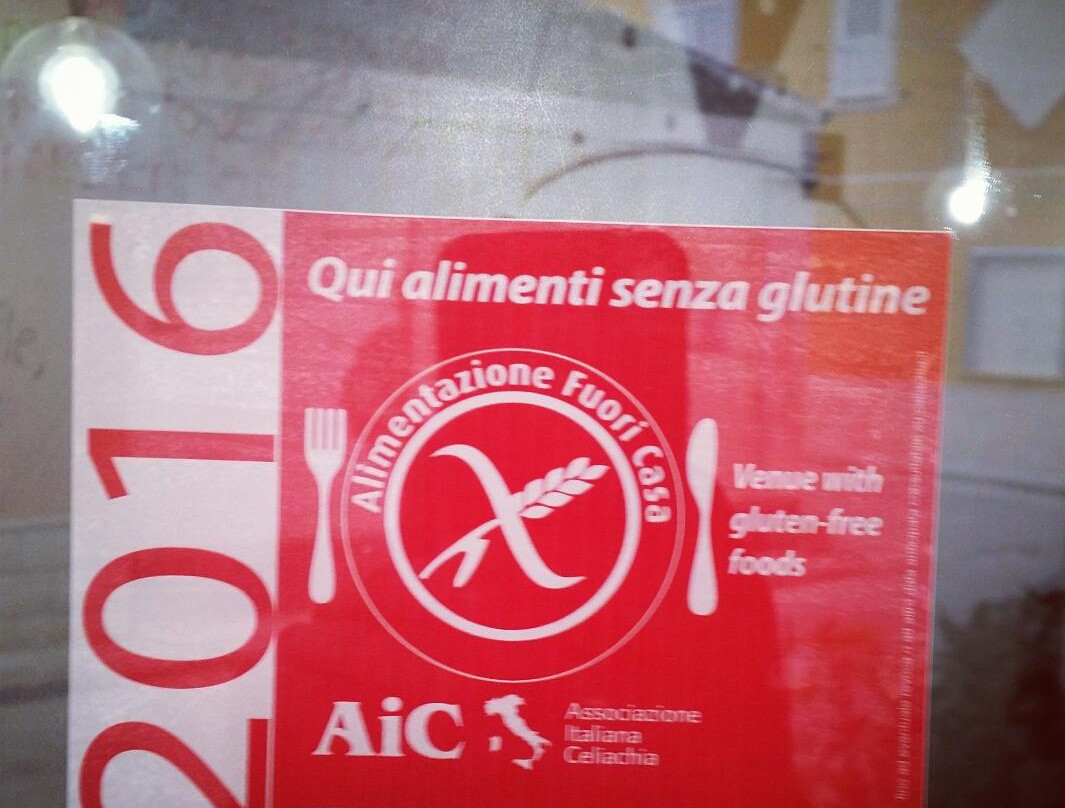 2016
Qui alimenti senza glutine
Alimentazione Fuori Casa
Venue with
gluten-free
foods
AiC
Associazione
Italiana
Celiachia